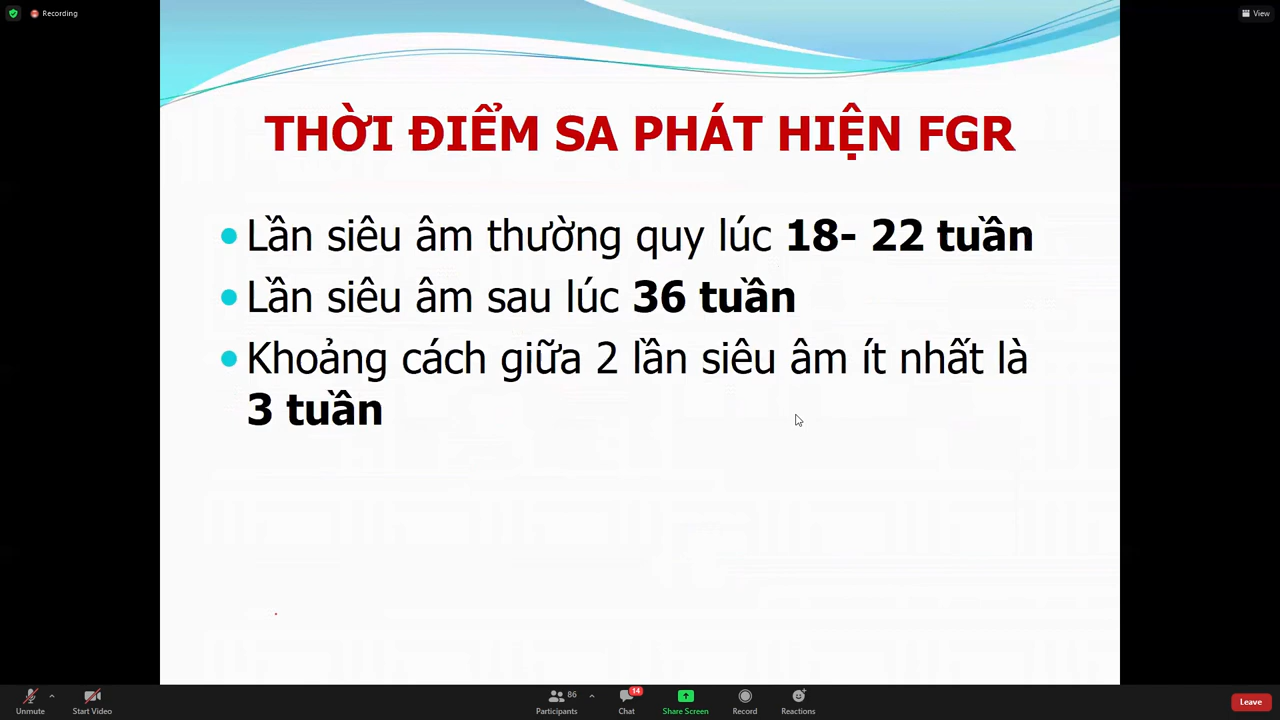 Recording
View
THỜI ĐIỂM SA PHÁT HIỆN FGR
Lần siêu âm thường quy lúc 18- 22 tuần
Lần siêu âm sau lúc 36 tuần
Khoảng cách giữa 2 lần siêu âm ít nhất là
3 tuần
Unmute
Start Video
86
Participants
14
Chat
Share Screen
Record
Reactions
Leave